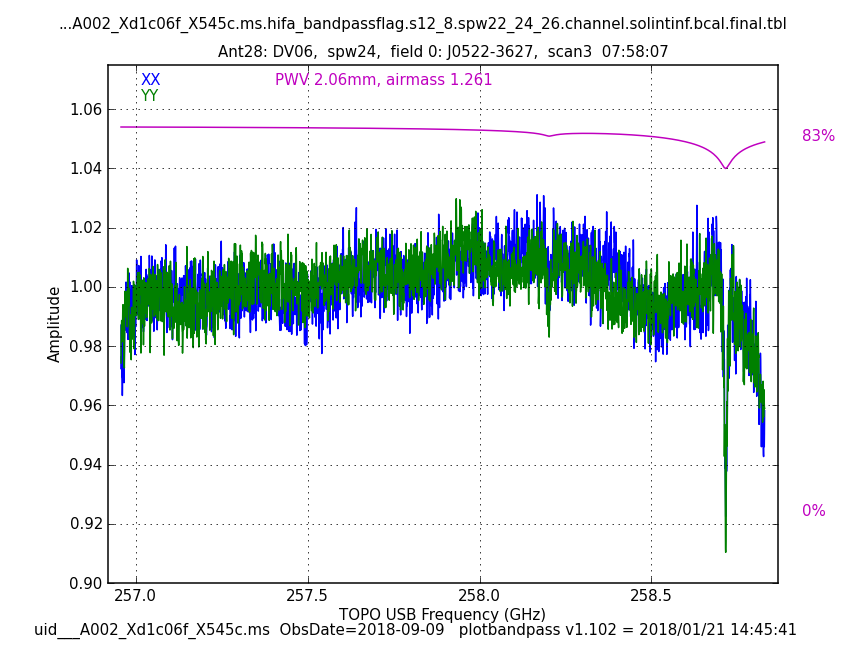 ...A002_Xd1c06f_X545c.ms.hifa_bandpassflag.s12_8.spw22_24_26.channel.solintinf.bcal.final.tbl
Ant28: DV06, spw24, field 0: J0522-3627, scan3 07:58:07
XX
PWV 2.06mm, airmass 1.261
YY
1.06
83%
1.04
1.02
1.00
Amplitude
0.98
0.96
0.94
0.92
0%
0.90
257.0 257.5 258.0 258.5
TOPO USB Frequency (GHz)
uid___A002_Xd1c06f_X545c.ms ObsDate=2018-09-09 plotbandpass v1.102 = 2018/01/21 14:45:41